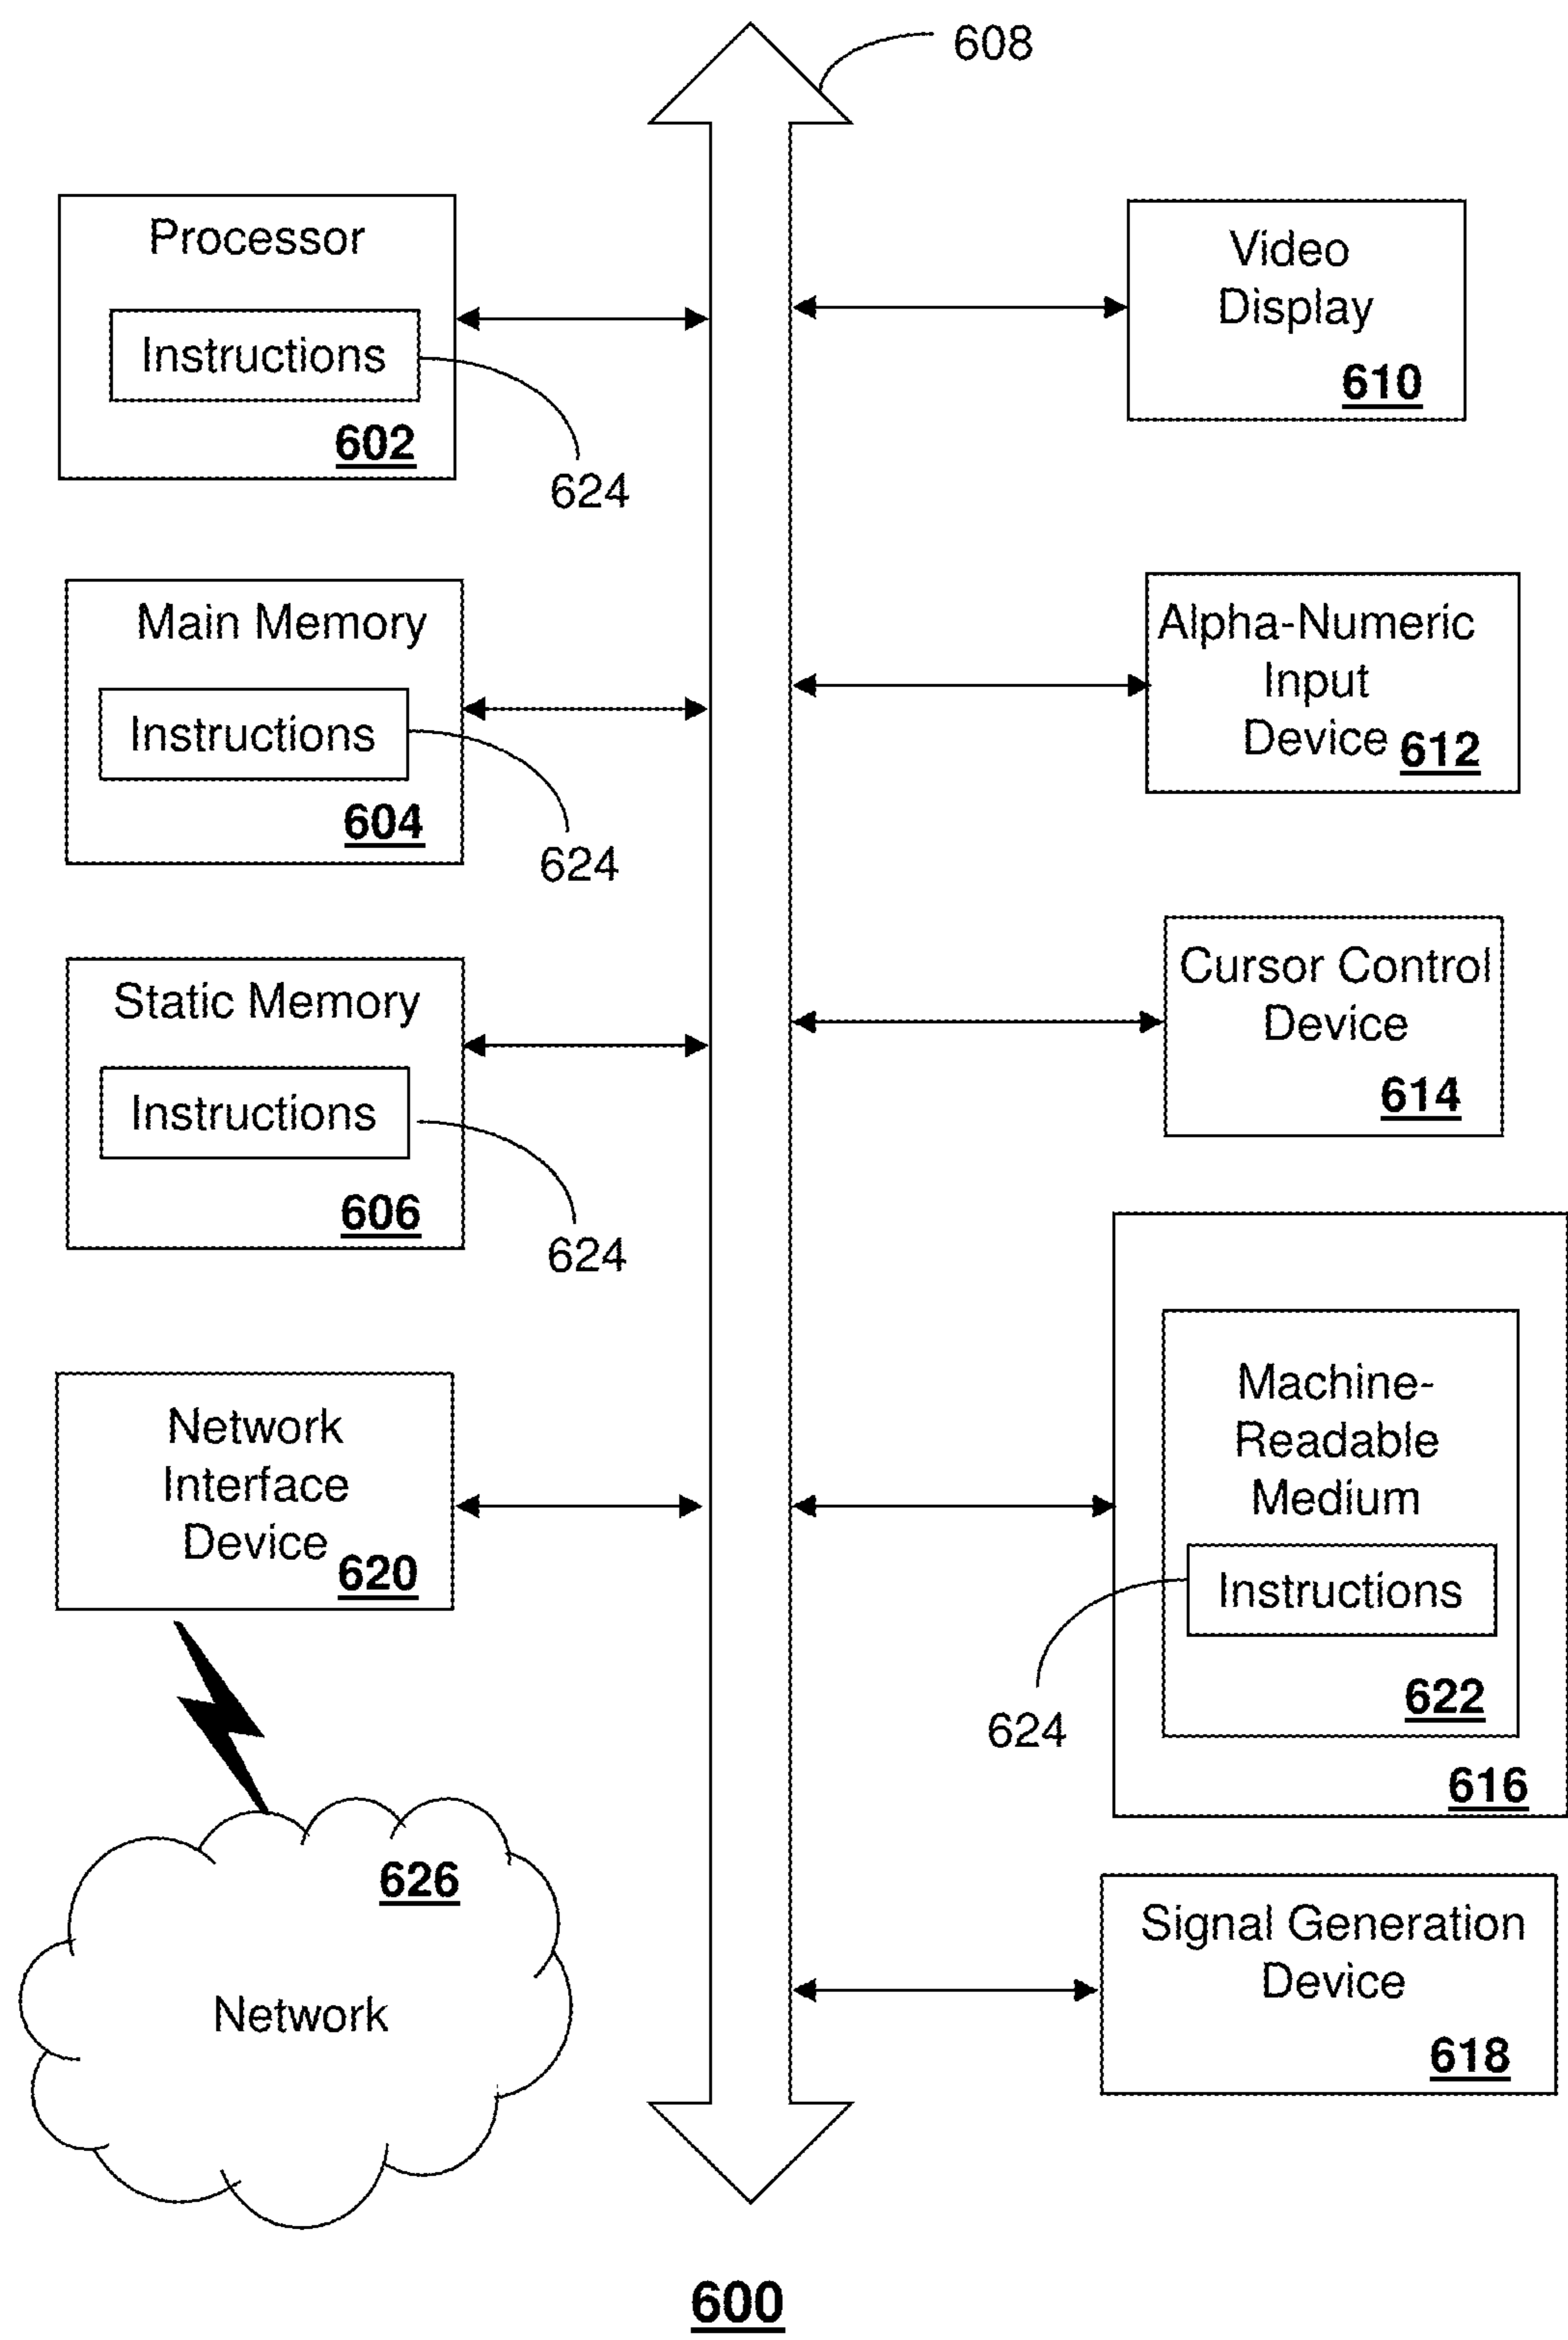 608
Processor
Instructions
602
624
Main Memory
Instructions
604
624
Static Memory
Instructions
606
624
Network
Interface
Device
620
626
Network
Video
Display
610
Alpha-Numeric
Input
Device 612
Cursor Control
Device
614
Machine-
Readable
Medium
Instructions
622
624
616
Signal Generation
Device
618
600